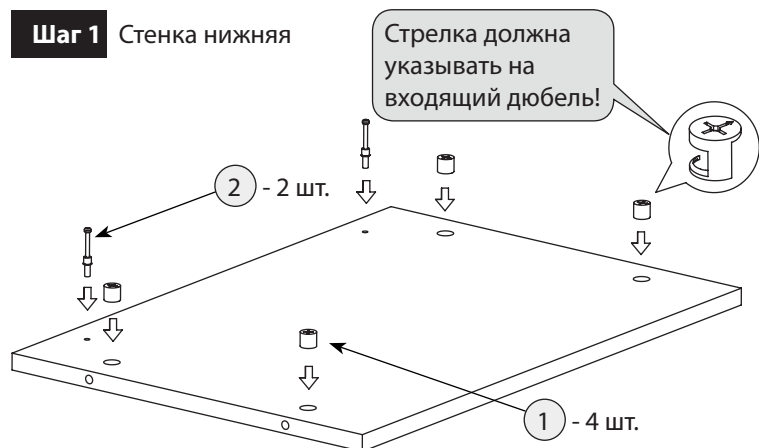 Шаг 1 Стенка нижняя
Стрелка должна
указывать на
входящий дюбель!
2 - 2 шт.
1 - 4 шт.